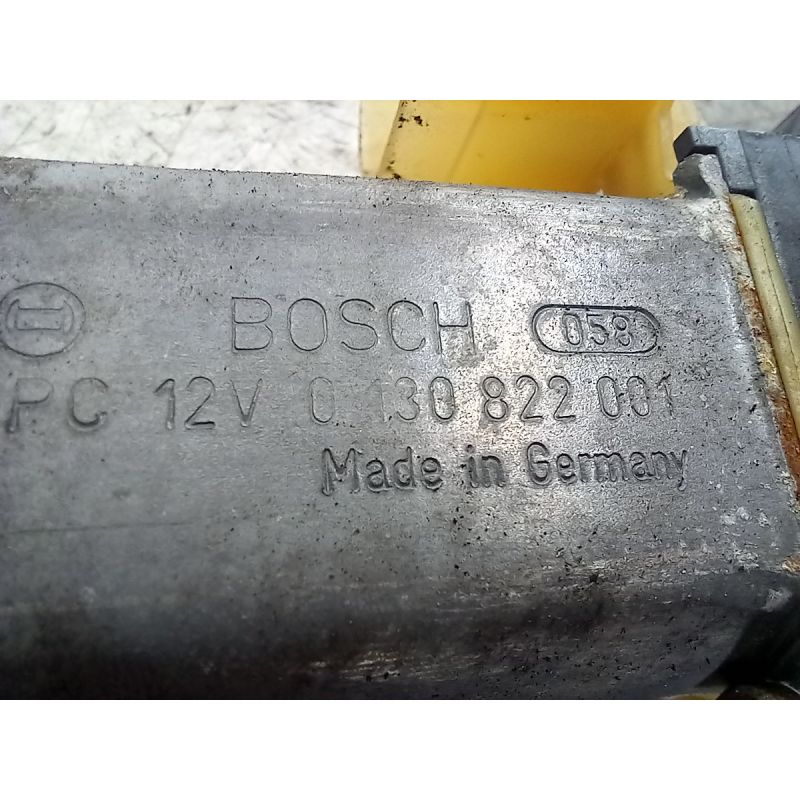 BOSCH 058
PC 12V 0 130 822 001
Made in Germany